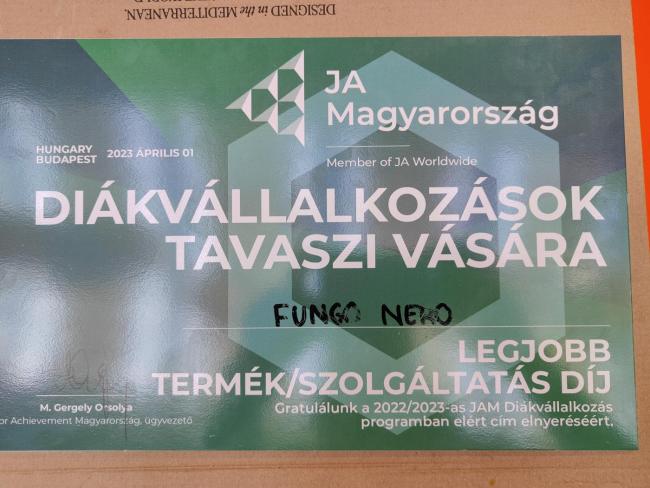 DESIGNED in the MEDITERRANEAN.
JA
Magyarország
Member of JA Worldwide
HUNGARY
BUDAPEST
2023 ÁPRILIS 01
DIÁKVÁLLALKOZÁSOK
TAVASZI VÁSÁRA
FUNGO NERO
LEGJOBB
TERMÉK/SZOLGÁLTATÁS DÍJ
Gratulálunk a 2022/2023-as JAM Diákvállalkozás
programban elért cím elnyeréséért.
M. Gergely Orsolya
or Achievement Magyarország, ügyvezető